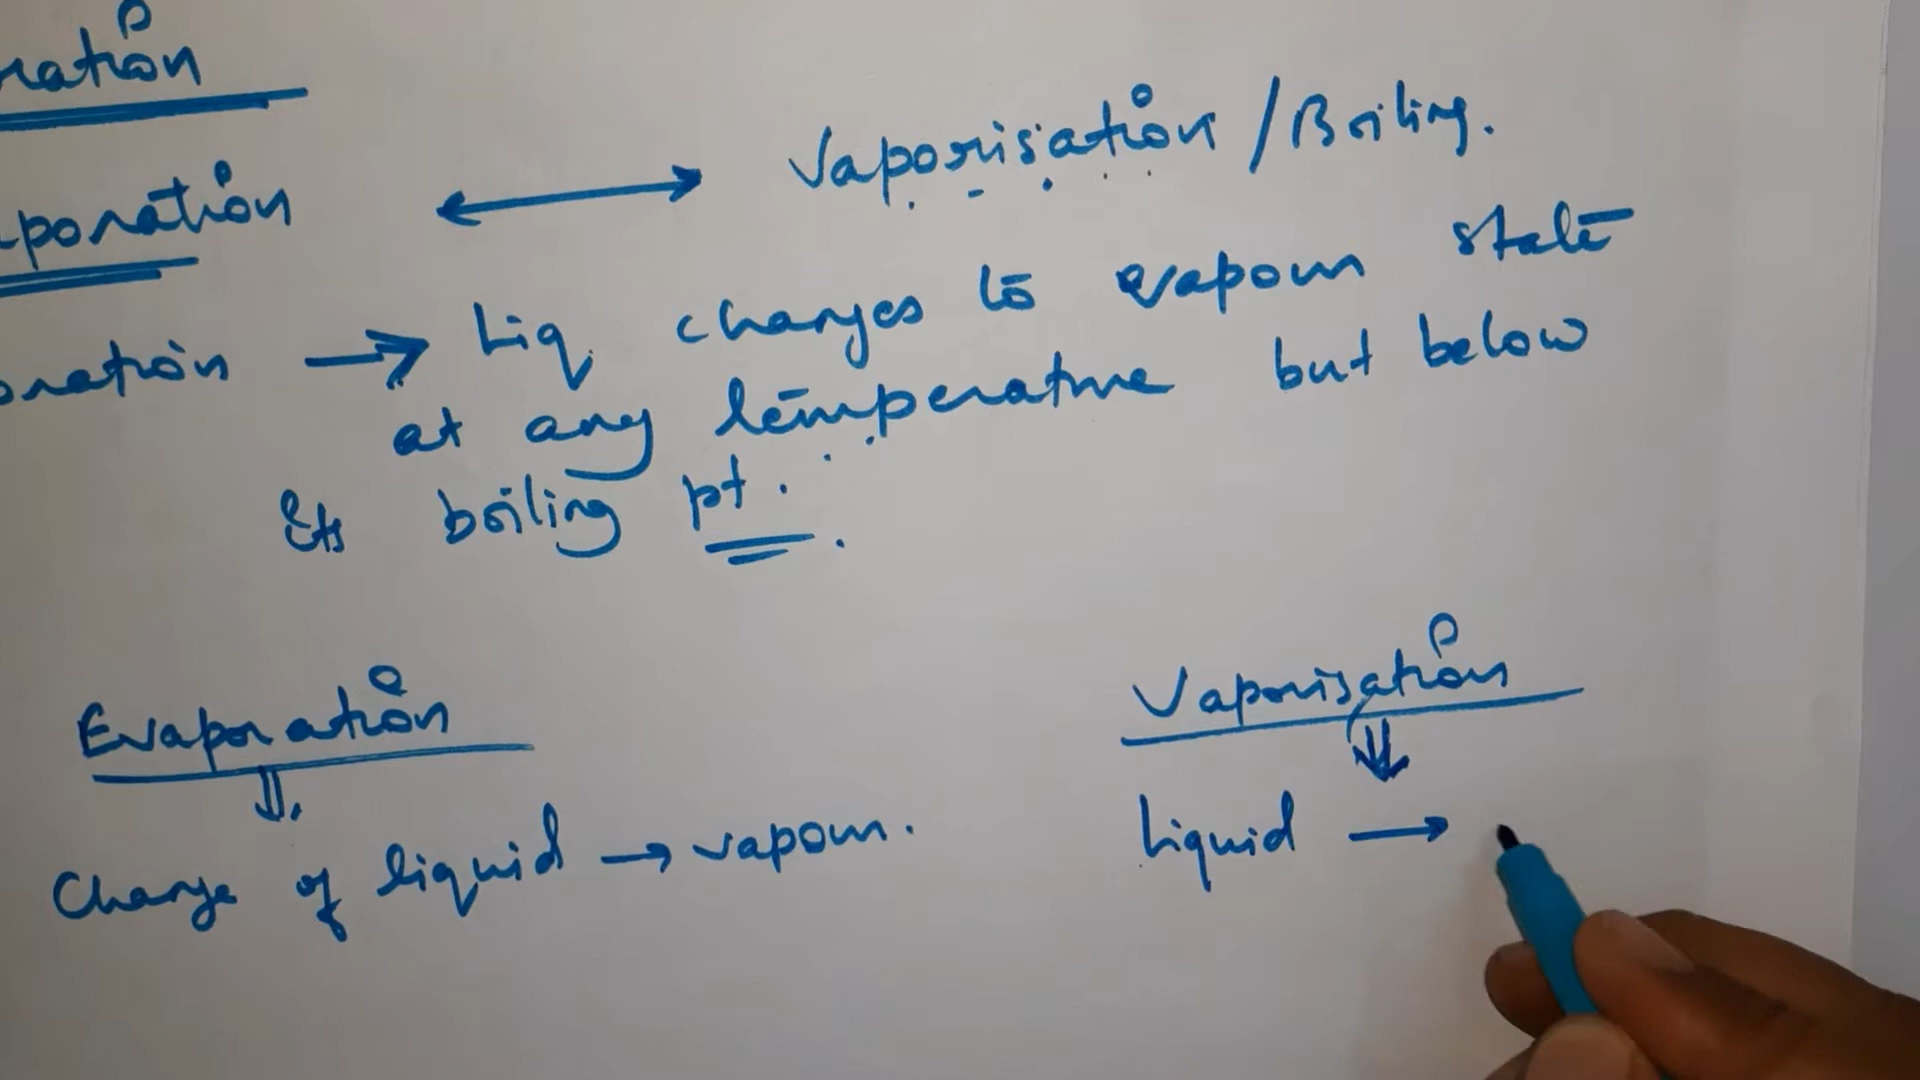 ration
poration ↔ Vaporisation / Boiling.
oration → Liq changes to vapour state
at any temperature but below
its boiling pt.
Evaporation
Vaporisation
Change of liquid → vapour.
Liquid →